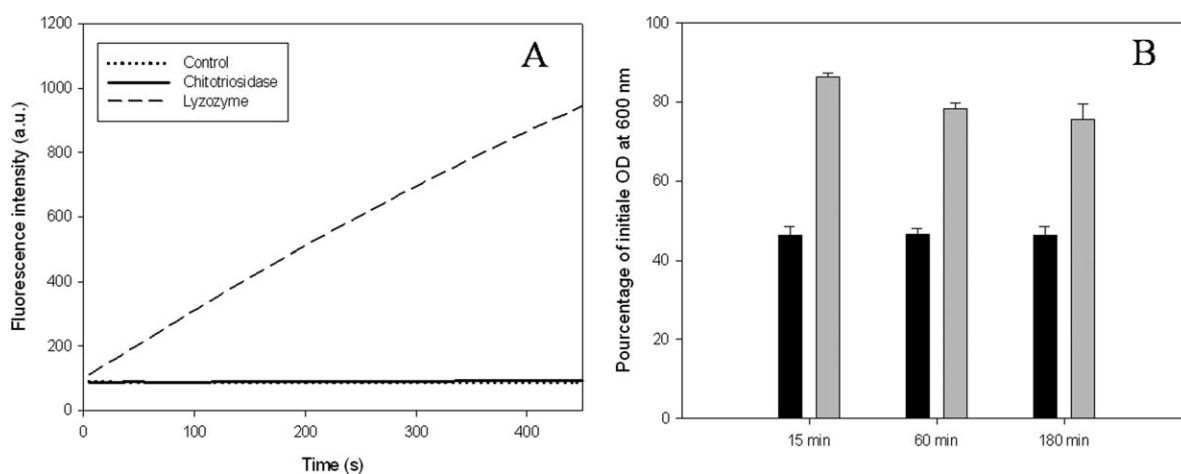 A
Control
Chitotriosidase
Lyzozyme
Fluorescence intensity (a.u.)
1200
1000
800
600
400
200
0
0 100 200 300 400
Time (s)
B
Pourcentage of initiale OD at 600 nm
100
80
60
40
20
0
15 min 60 min 180 min